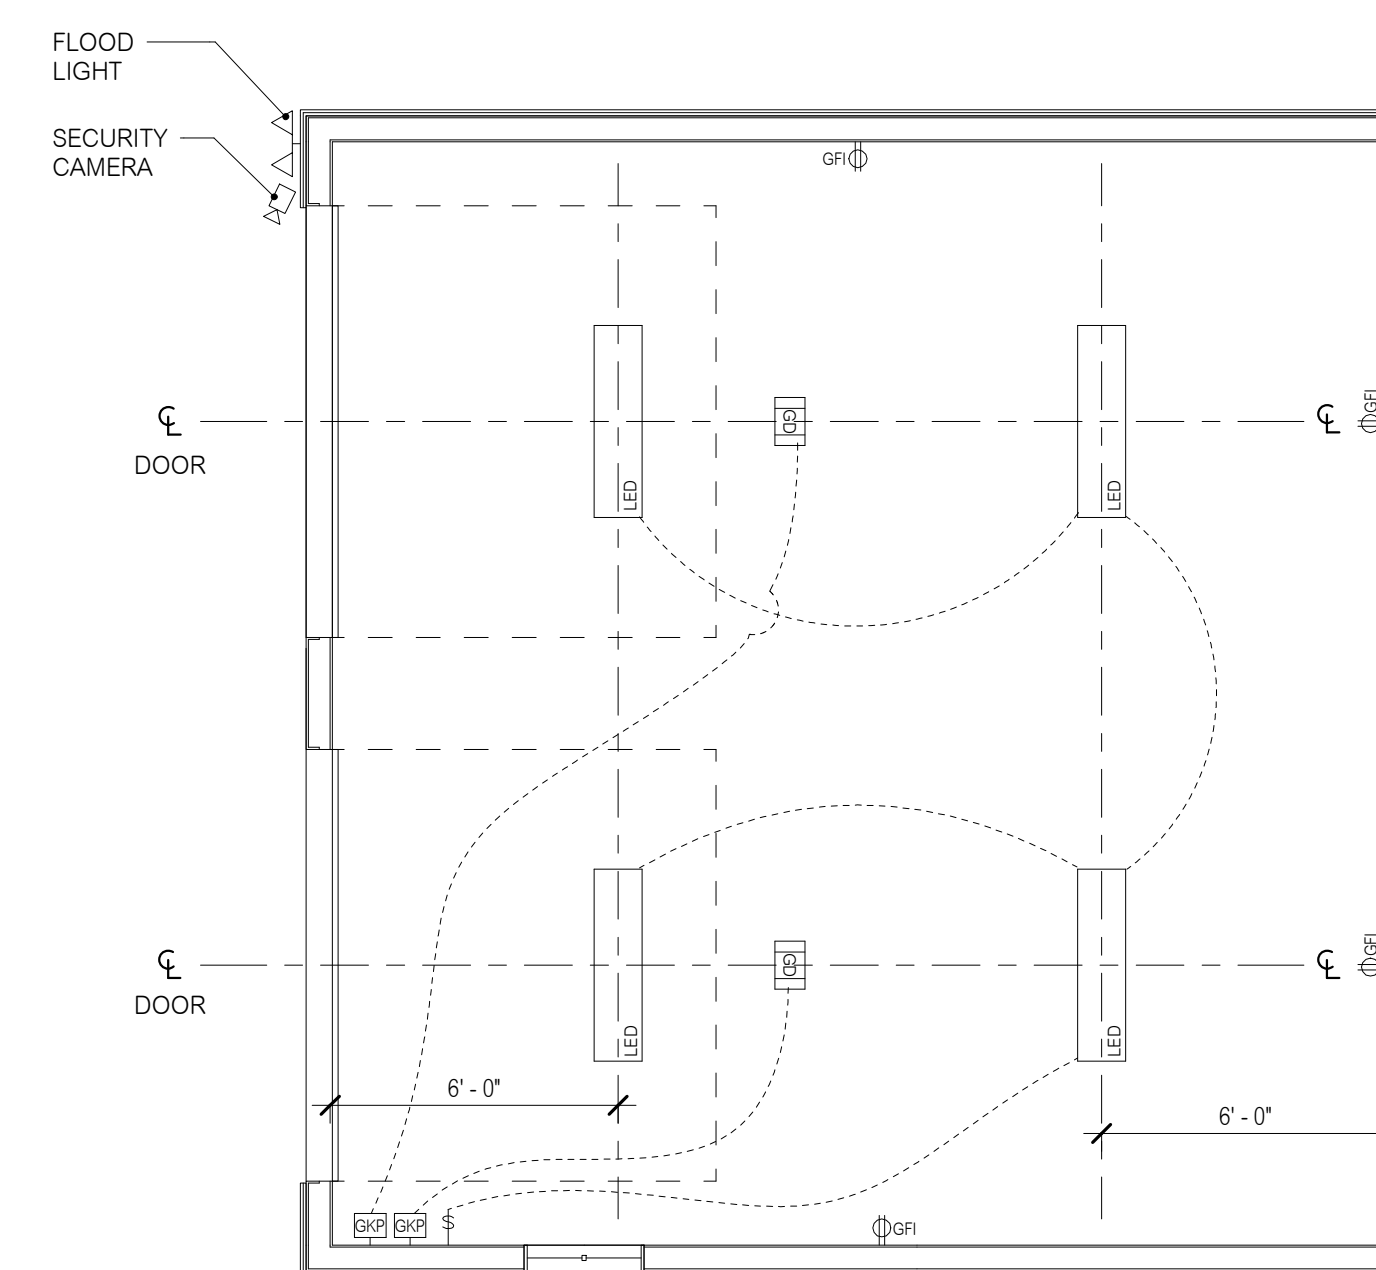 FLOOD
LIGHT
SECURITY
CAMERA
GFI
GFI
GD
℄
℄
DOOR
LED
LED
℄
℄
GFI
GD
DOOR
LED
LED
6' - 0"
6' - 0"
GKP
GKP
S
GFI